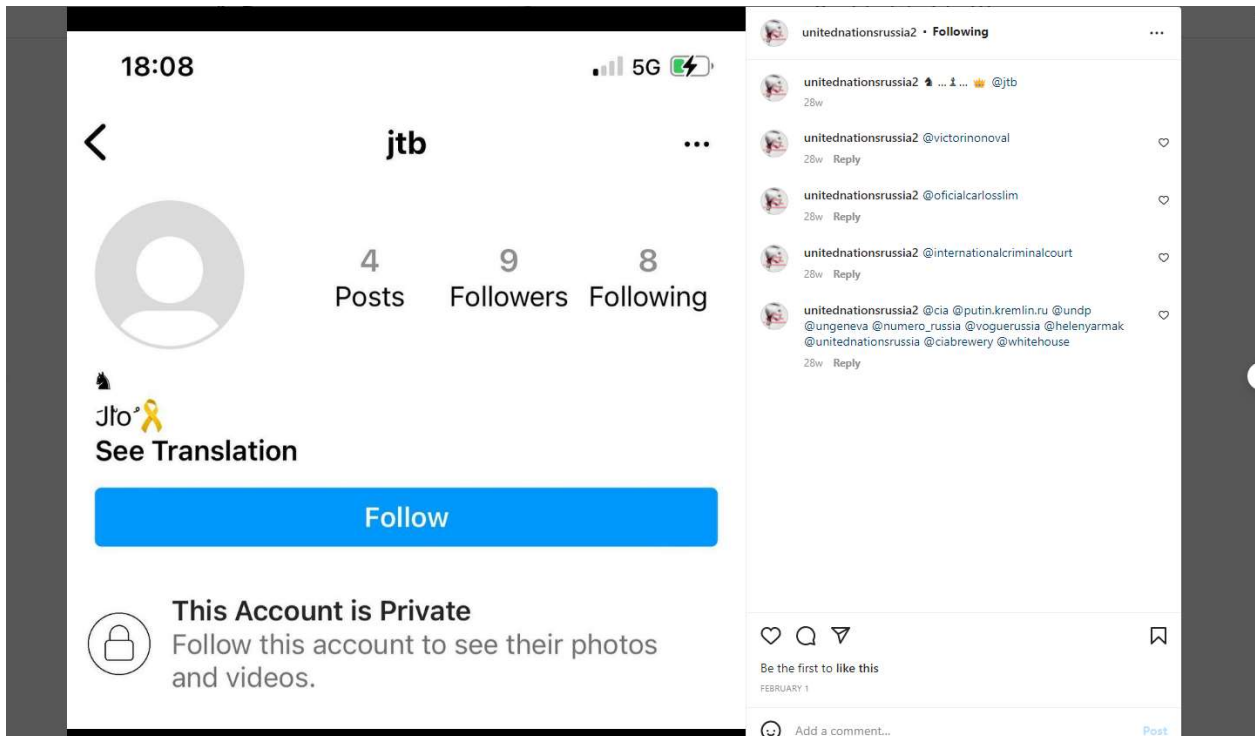 18:08
5G
jtb
4 9 8
Posts Followers Following
See Translation
Follow
This Account is Private
Follow this account to see their photos
and videos.
unitednationsrussia2 • Following
unitednationsrussia2 ♞ ... ♝ ... 👑 @jtb
28w
unitednationsrussia2 @victorinonoval
28w Reply
unitednationsrussia2 @oficialcarlosslim
28w Reply
unitednationsrussia2 @internationalcriminalcourt
28w Reply
unitednationsrussia2 @cia @putin.kremlin.ru @undp
@ungeneva @numero_russia @voguerussia @helenyarmak
@unitednationsrussia @ciabrewery @whitehouse
28w Reply
Be the first to like this
FEBRUARY 1
Add a comment...
Post